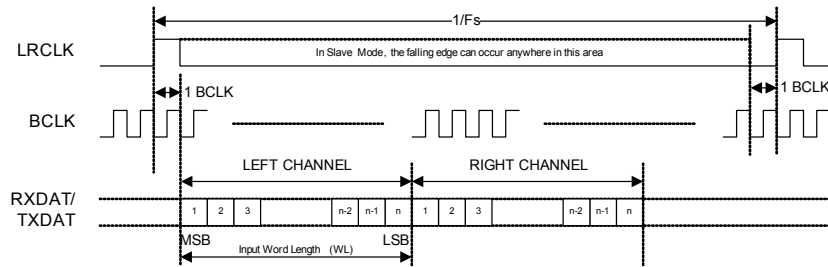 1/Fs
LRCLK
In Slave Mode, the falling edge can occur anywhere in this area
1 BCLK
1 BCLK
BCLK
LEFT CHANNEL
RIGHT CHANNEL
RXDAT/
TXDAT
1 2 3 n-2 n-1 n 1 2 3 n-2 n-1 n
MSB
LSB
Input Word Length (WL)